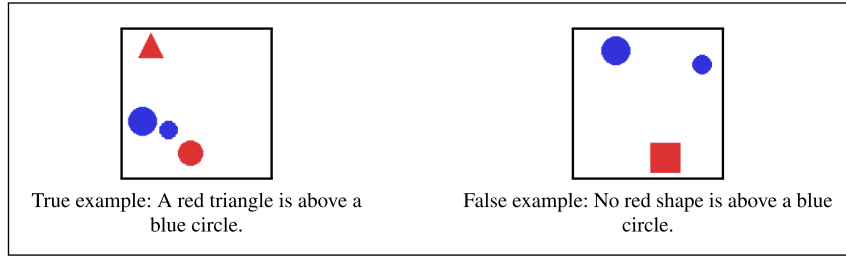 True example: A red triangle is above a
blue circle.
False example: No red shape is above a blue
circle.